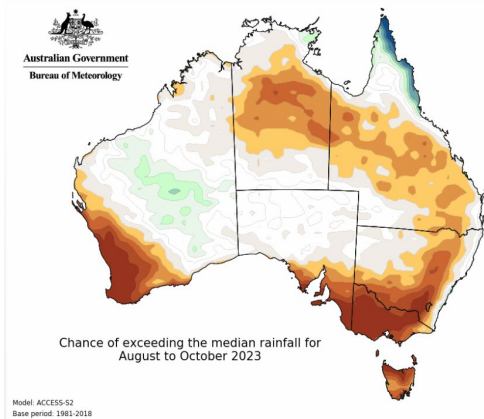 Australian Government
Bureau of Meteorology
Chance of exceeding the median rainfall for
August to October 2023
Model: ACCESS-S2
Base period: 1981-2018